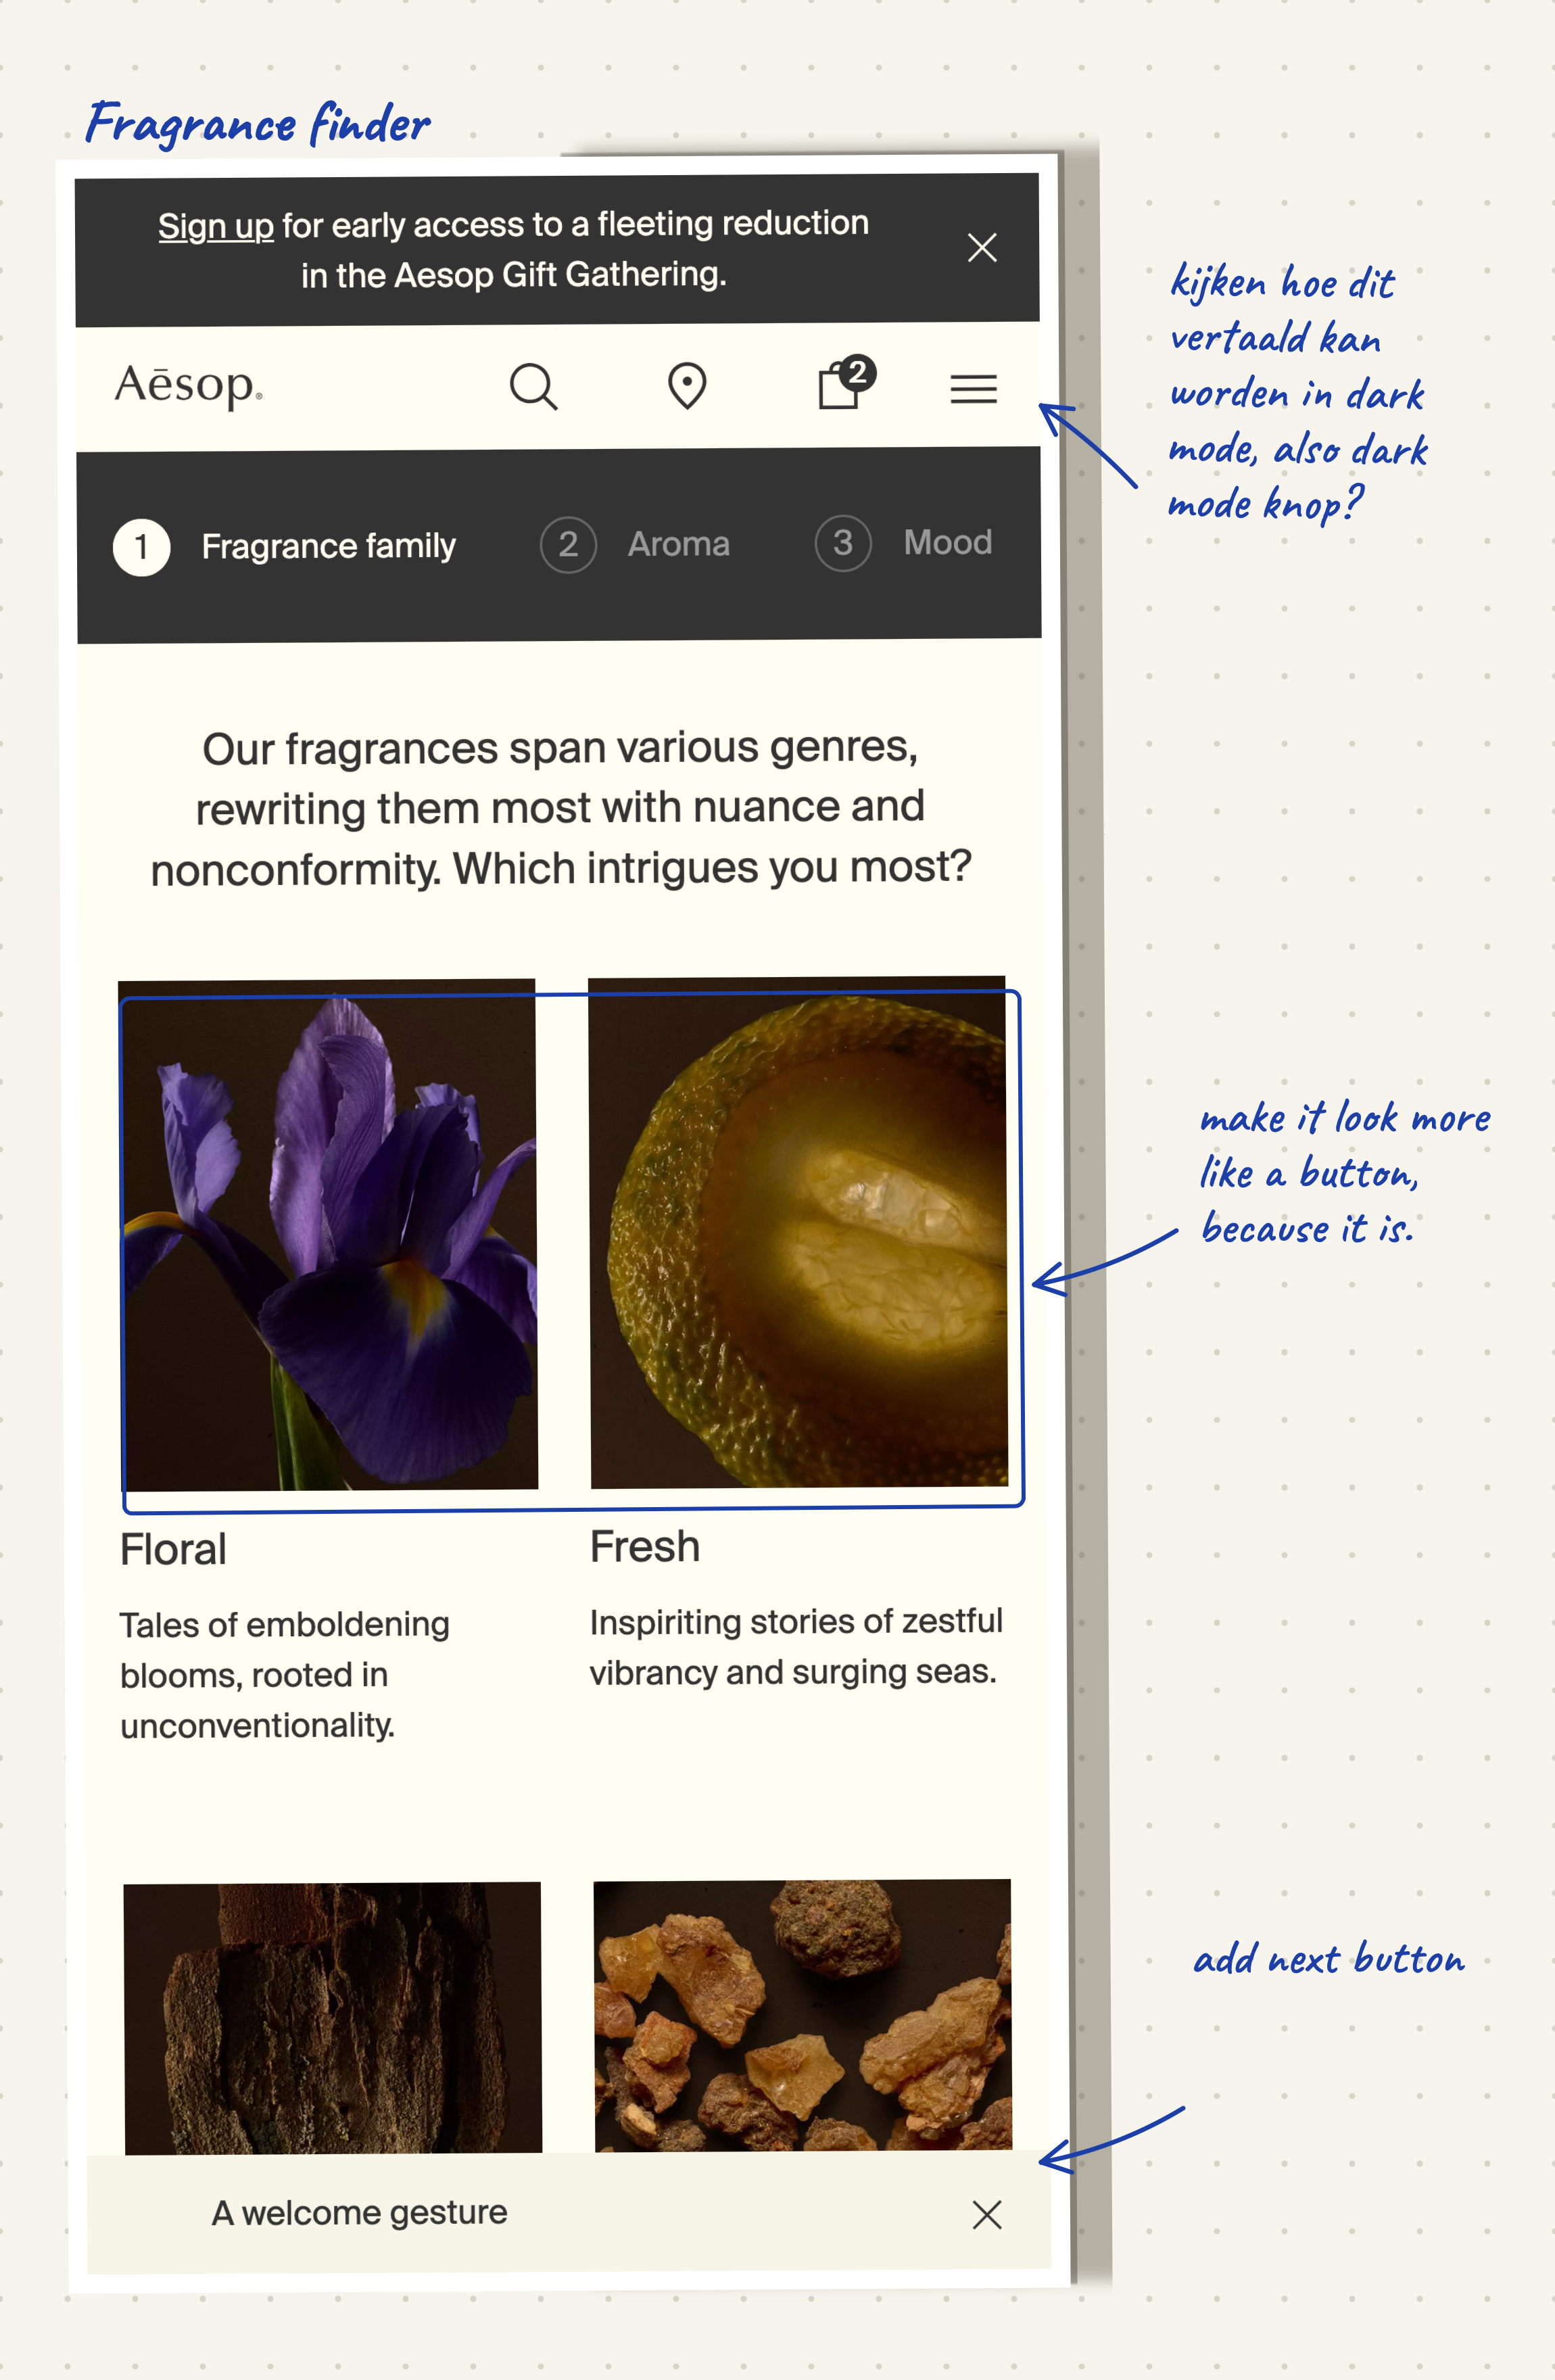 Fragrance finder
Sign up for early access to a fleeting reduction
in the Aesop Gift Gathering.
Aēsop®
2
1 Fragrance family 2 Aroma 3 Mood
kijken hoe dit
vertaald kan
worden in dark
mode, also dark
mode knop?
Our fragrances span various genres,
rewriting them most with nuance and
nonconformity. Which intrigues you most?
make it look more
like a button,
because it is.
Floral
Tales of emboldening
blooms, rooted in
unconventionality.
Fresh
Inspiriting stories of zestful
vibrancy and surging seas.
add next button
A welcome gesture